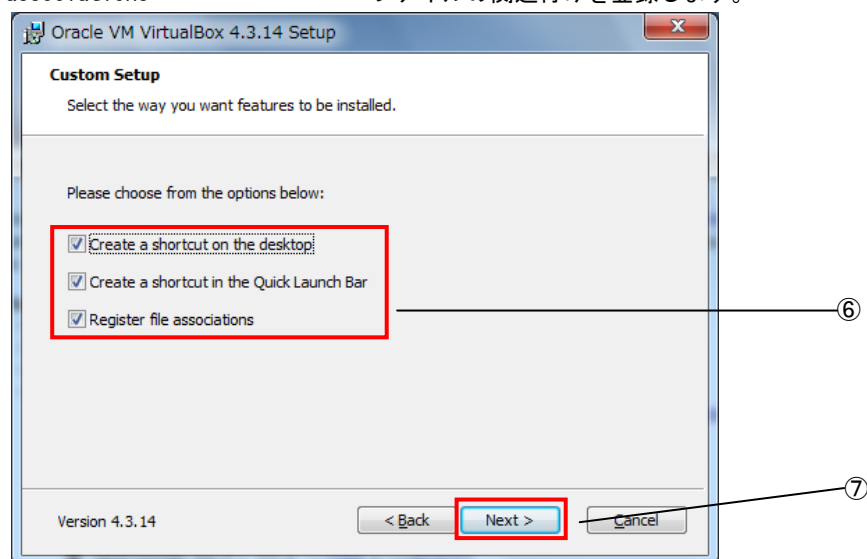 Oracle VM VirtualBox 4.3.14 Setup
Custom Setup
Select the way you want features to be installed.
Please choose from the options below:
Create a shortcut on the desktop
Create a shortcut in the Quick Launch Bar
Register file associations
⑥
⑦
Version 4.3.14
< Back
Next >
Cancel